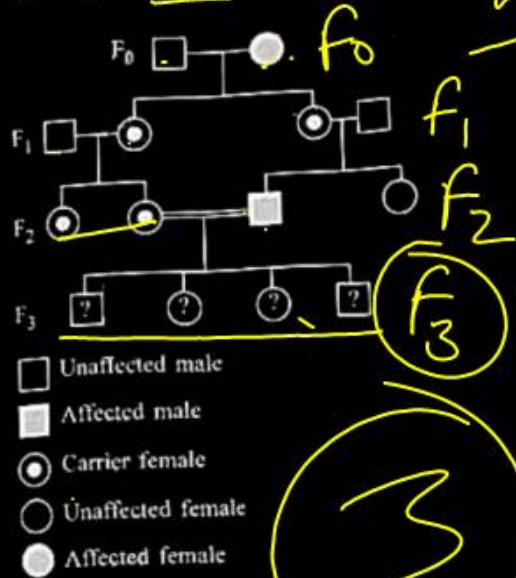 F₀ f₀
F₁ f₁
F₂ f₂
F₃ ? ? ? ? f₃
Unaffected male
Affected male
Carrier female
Unaffected female
Affected female
3